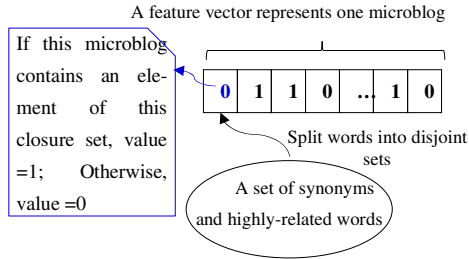 A feature vector represents one microblog
If this microblog
contains an ele-
ment of this
closure set, value
=1; Otherwise,
value =0
0 1 1 0 ... 1 0
Split words into disjoint
sets
A set of synonyms
and highly-related words